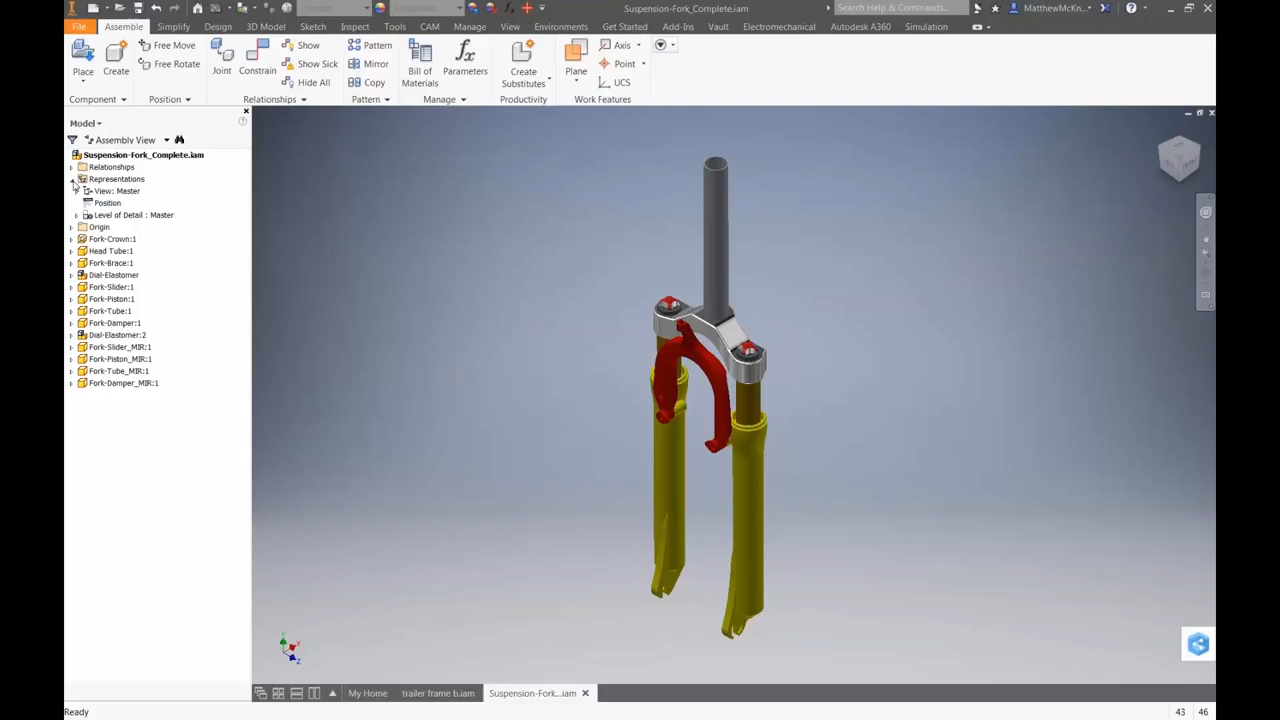 Suspension-Fork_Complete.iam
Search Help & Commands...
MatthewMcKn...
File Assemble Simplify Design 3D Model Sketch Inspect Tools CAM Manage View Environments Get Started Add-Ins Vault Electromechanical Autodesk A360 Simulation
Place
Create
Free Move
Free Rotate
Joint
Constrain
Show
Show Sick
Hide All
Pattern
Mirror
Copy
Bill of
Materials
Parameters
Create
Substitutes
Plane
Axis
Point
UCS
Component
Position
Relationships
Pattern
Manage
Productivity
Work Features
Model
Assembly View
Suspension-Fork_Complete.iam
Relationships
Representations
View: Master
Position
Level of Detail : Master
Origin
Fork-Crown:1
Head Tube:1
Fork-Brace:1
Dial-Elastomer
Fork-Slider:1
Fork-Piston:1
Fork-Tube:1
Fork-Damper:1
Dial-Elastomer:2
Fork-Slider_MIR:1
Fork-Piston_MIR:1
Fork-Tube_MIR:1
Fork-Damper_MIR:1
My Home
trailer frame b.iam
Suspension-Fork...iam
Ready
43 46